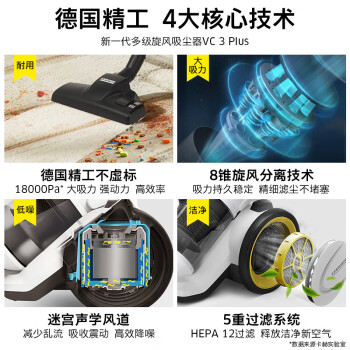 德国精工 4大核心技术
新一代多级旋风吸尘器VC 3 Plus
耐用
大吸力
德国精工不虚标
18000Pa* 大吸力 强动力 高效率
8锥旋风分离技术
吸力持久稳定 精细滤尘不堵塞
低噪
洁净
迷宫声学风道
减少乱流 吸收震动 高效降噪
5重过滤系统
HEPA 12过滤 释放洁净新空气
*数据来源卡赫实验室